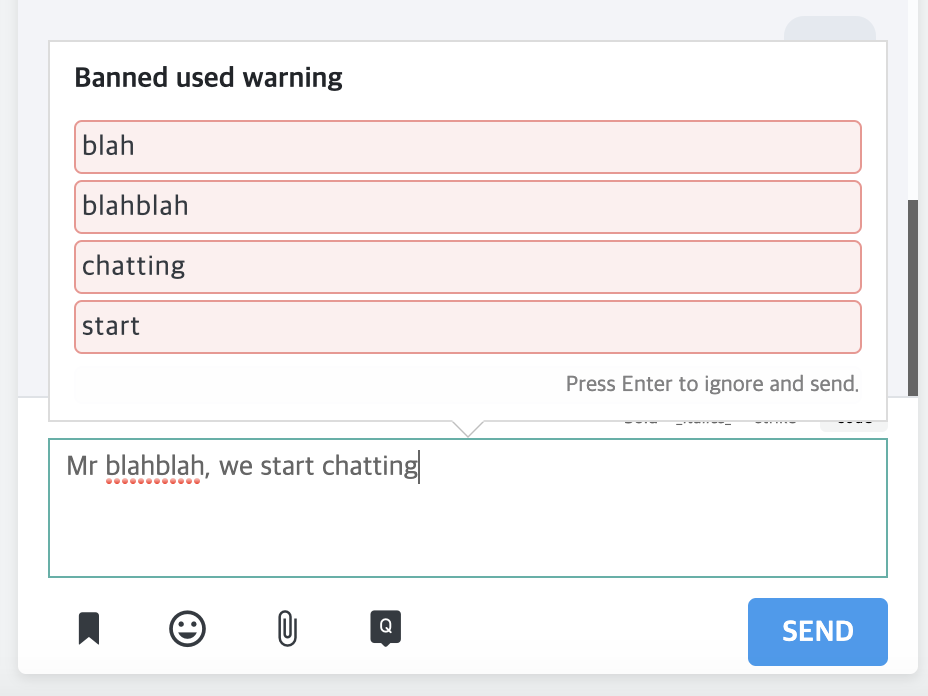 Banned used warning
blah
blahblah
chatting
start
Press Enter to ignore and send.
Mr blahblah, we start chatting
Q
SEND